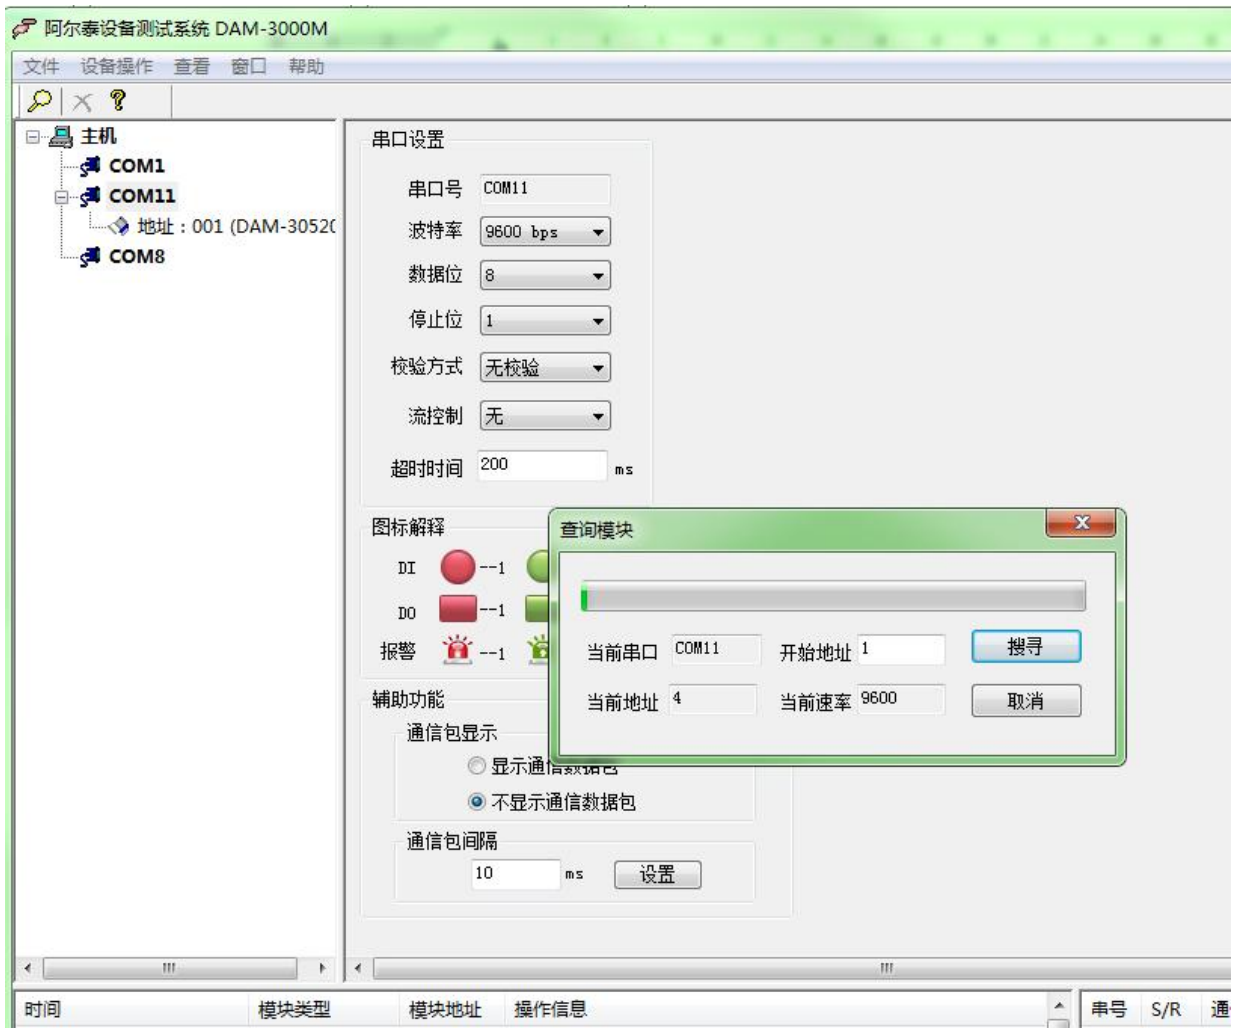 阿尔泰设备测试系统 DAM-3000M
文件 设备操作 查看 窗口 帮助
主机
COM1
COM11
地址：001 (DAM-3052
COM8
串口设置
串口号 COM11
波特率 9600 bps
数据位 8
停止位 1
校验方式 无校验
流控制 无
超时时间 200 ms
图标解释
DI --1
DO --1
报警 --1
辅助功能
通信包显示
显示通信数据包
不显示通信数据包
通信包间隔
10 ms 设置
查询模块
当前串口 COM11 开始地址 1 搜寻
当前地址 4 当前速率 9600 取消
时间 模块类型 模块地址 操作信息 串号 S/R 通